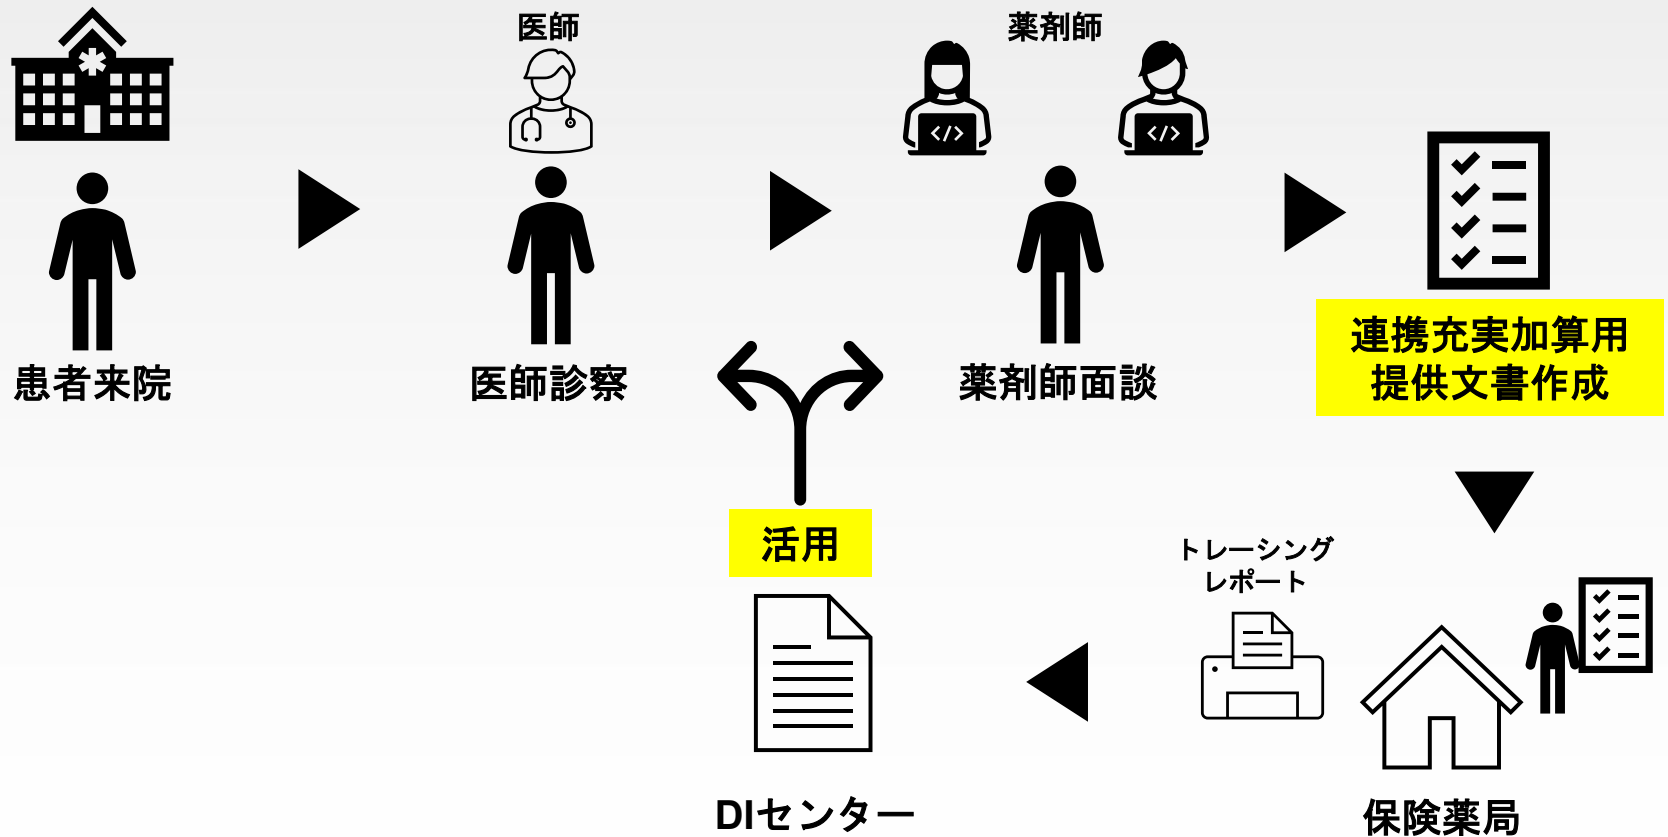 医師
薬剤師
患者来院
医師診察
薬剤師面談
連携充実加算用
提供文書作成
活用
トレーシング
レポート
DIセンター
保険薬局